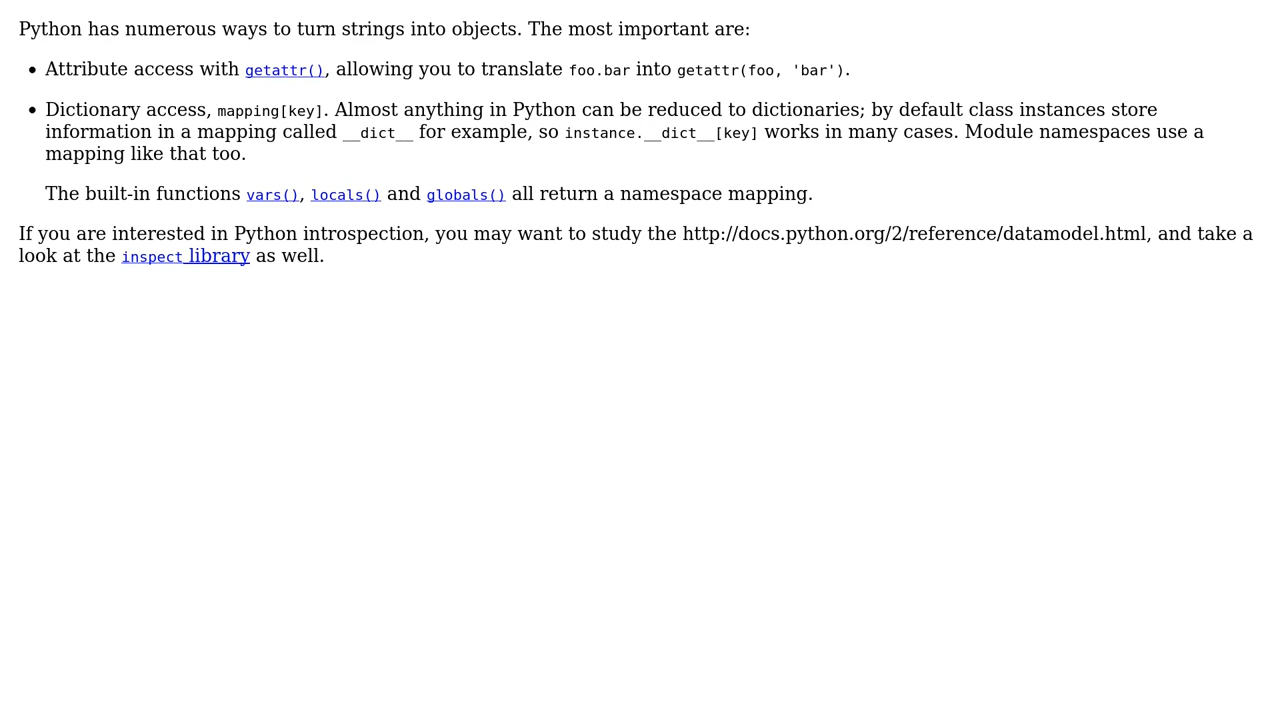 Python has numerous ways to turn strings into objects. The most important are:
• Attribute access with getattr(), allowing you to translate foo.bar into getattr(foo, 'bar').
• Dictionary access, mapping[key]. Almost anything in Python can be reduced to dictionaries; by default class instances store
information in a mapping called __dict__ for example, so instance.__dict__[key] works in many cases. Module namespaces use a
mapping like that too.
The built-in functions vars(), locals() and globals() all return a namespace mapping.
If you are interested in Python introspection, you may want to study the http://docs.python.org/2/reference/datamodel.html, and take a
look at the inspect library as well.